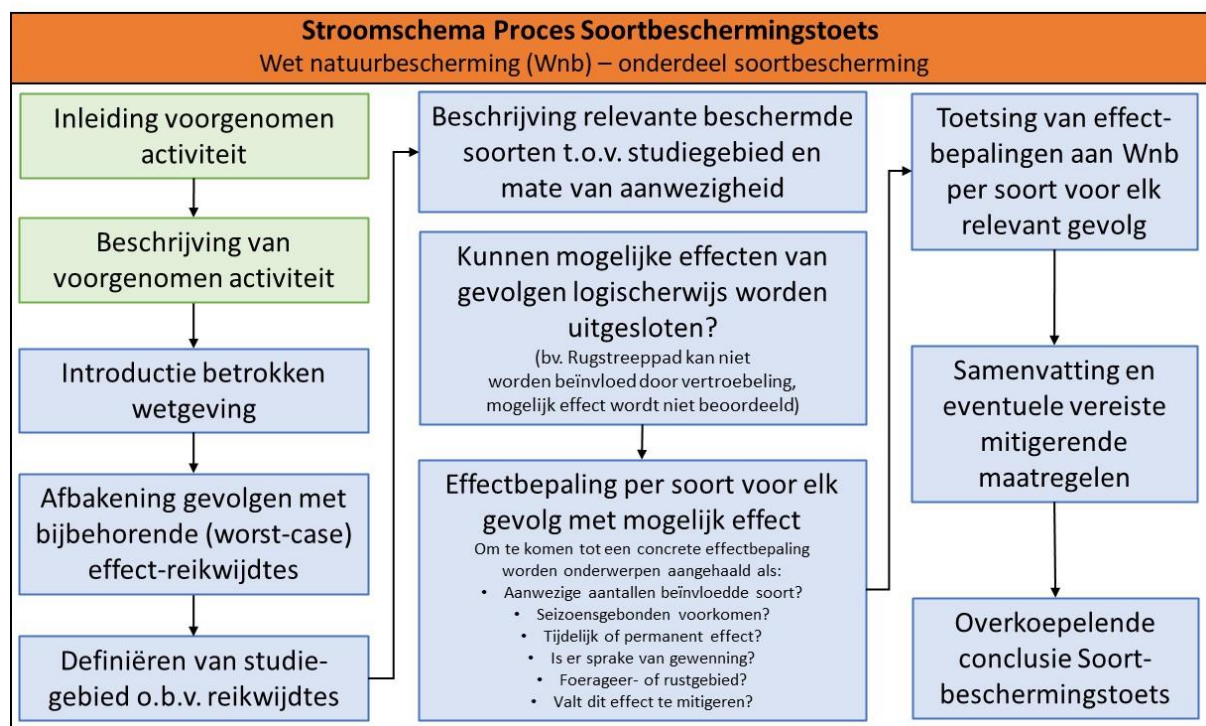 Stroomschema Proces Soortbeschermingstoets
Wet natuurbescherming (Wnb) – onderdeel soortbescherming
Inleiding voorgenomen
activiteit
Beschrijving van
voorgenomen activiteit
Introductie betrokken
wetgeving
Afbakening gevolgen met
bijbehorende (worst-case)
effect-reikwijdtes
Definiëren van studie-
gebied o.b.v. reikwijdtes
Beschrijving relevante beschermde
soorten t.o.v. studiegebied en
mate van aanwezigheid
Kunnen mogelijke effecten van
gevolgen logischerwijs worden
uitgesloten?
(bv. Rugstreeppad kan niet
worden beïnvloed door vertroebeling,
mogelijk effect wordt niet beoordeeld)
Effectbepaling per soort voor elk
gevolg met mogelijk effect
Om te komen tot een concrete effectbepaling
worden onderwerpen aangehaald als:
• Aanwezige aantallen beïnvloedde soort?
• Seizoensgebonden voorkomen?
• Tijdelijk of permanent effect?
• Is er sprake van gewenning?
• Foerageer- of rustgebied?
• Valt dit effect te mitigeren?
Toetsing van effect-
bepalingen aan Wnb
per soort voor elk
relevant gevolg
Samenvatting en
eventuele vereiste
mitigerende
maatregelen
Overkoepelende
conclusie Soort-
beschermingstoets